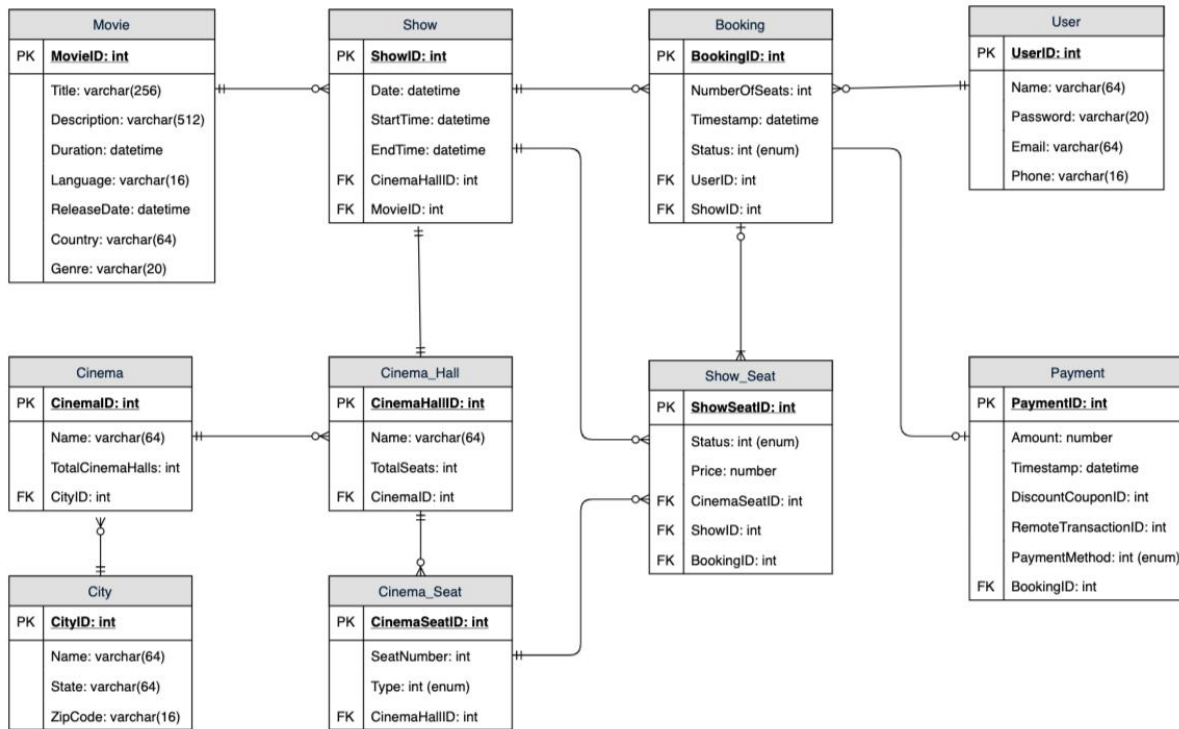 Movie
PK MovieID: int
Title: varchar(256)
Description: varchar(512)
Duration: datetime
Language: varchar(16)
ReleaseDate: datetime
Country: varchar(64)
Genre: varchar(20)
Show
PK ShowID: int
Date: datetime
StartTime: datetime
EndTime: datetime
FK CinemaHallID: int
FK MovieID: int
Booking
PK BookingID: int
NumberOfSeats: int
Timestamp: datetime
Status: int (enum)
FK UserID: int
FK ShowID: int
User
PK UserID: int
Name: varchar(64)
Password: varchar(20)
Email: varchar(64)
Phone: varchar(16)
Cinema
PK CinemaID: int
Name: varchar(64)
TotalCinemaHalls: int
FK CityID: int
Cinema_Hall
PK CinemaHallID: int
Name: varchar(64)
TotalSeats: int
FK CinemaID: int
Show_Seat
PK ShowSeatID: int
Status: int (enum)
Price: number
FK CinemaSeatID: int
FK ShowID: int
FK BookingID: int
Payment
PK PaymentID: int
Amount: number
Timestamp: datetime
DiscountCouponID: int
RemoteTransactionID: int
PaymentMethod: int (enum)
FK BookingID: int
City
PK CityID: int
Name: varchar(64)
State: varchar(64)
ZipCode: varchar(16)
Cinema_Seat
PK CinemaSeatID: int
SeatNumber: int
Type: int (enum)
FK CinemaHallID: int